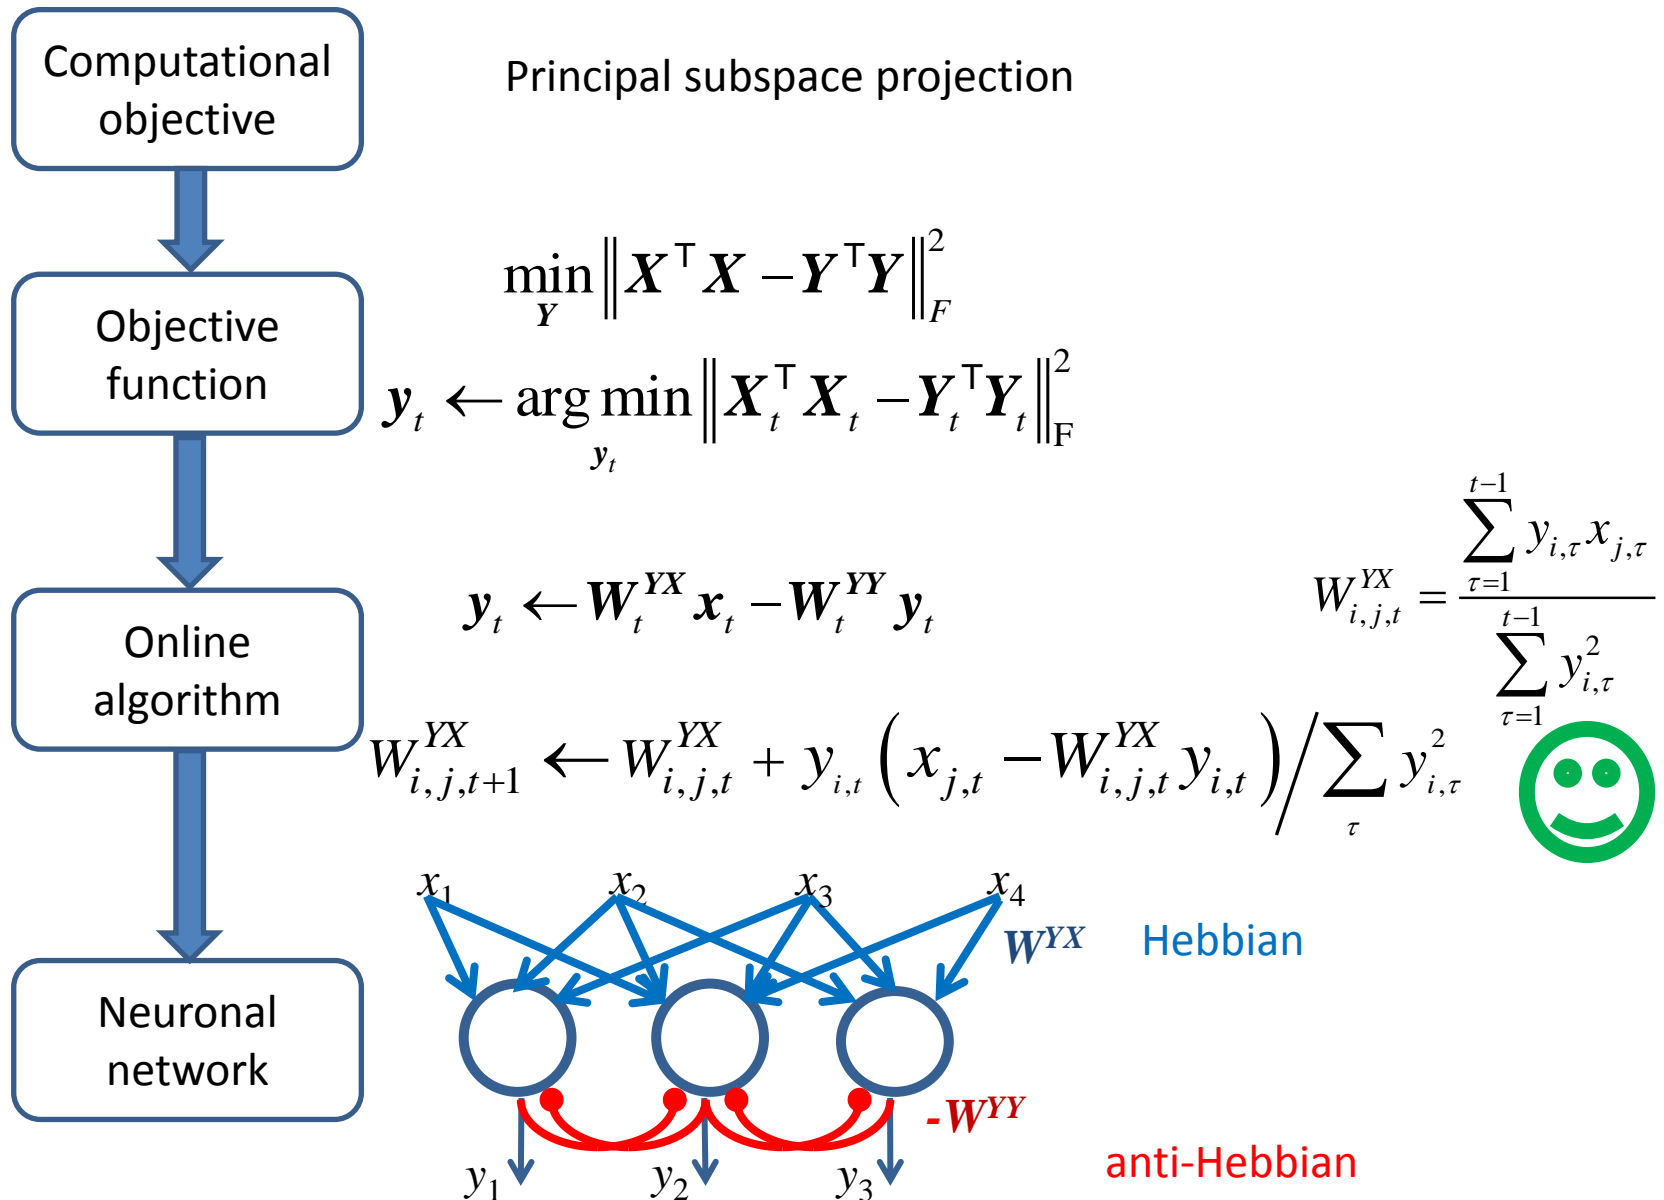 Computational
objective
Principal subspace projection
Objective
function
min_Y ‖X^⊤ X − Y^⊤ Y‖_F^2
y_t ← arg min_{y_t} ‖X_t^⊤ X_t − Y_t^⊤ Y_t‖_F^2
Online
algorithm
y_t ← W_t^{YX} x_t − W_t^{YY} y_t
W_{i,j,t}^{YX} = ∑_{τ=1}^{t−1} y_{i,τ} x_{j,τ} / ∑_{τ=1}^{t−1} y_{i,τ}^2
W_{i,j,t+1}^{YX} ← W_{i,j,t}^{YX} + y_{i,t} ( x_{j,t} − W_{i,j,t}^{YX} y_{i,t} ) / ∑_τ y_{i,τ}^2
x_1 x_2 x_3 x_4
W^{YX} Hebbian
Neuronal
network
-W^{YY}
anti-Hebbian
y_1 y_2 y_3